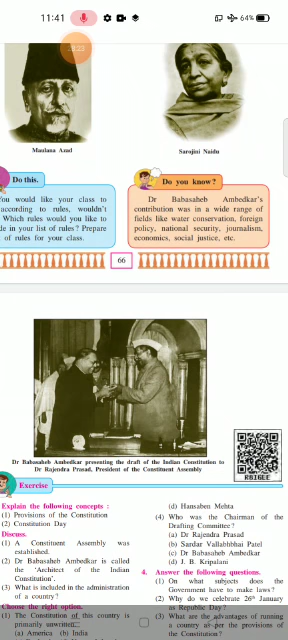 11:41
64%
Maulana Azad
Sarojini Naidu
Do this.
You would like your class to
according to rules, wouldn't
Which rules would you like to
in your list of rules? Prepare
of rules for your class.
Do you know?
Dr Babasaheb Ambedkar's
contribution was in a wide range of
fields like water conservation, foreign
policy, national security, journalism,
economics, social justice, etc.
66
Dr Babasaheb Ambedkar presenting the draft of the Indian Constitution to
Dr Rajendra Prasad, President of the Constituent Assembly
R8IGEE
Exercise
Explain the following concepts :
(1) Provisions of the Constitution
(2) Constitution Day
Discuss.
(1) A Constituent Assembly was
established.
(2) Dr Babasaheb Ambedkar is called
the 'Architect of the Indian
Constitution'.
(3) What is included in the administration
of a country?
Choose the right option.
(1) The Constitution of this country is
primarily unwritten:
(a) America (b) India
(d) Hansaben Mehta
(4) Who was the Chairman of the
Drafting Committee?
(a) Dr Rajendra Prasad
(b) Sardar Vallabhbhai Patel
(c) Dr Babasaheb Ambedkar
(d) J. B. Kripalani
4. Answer the following questions.
(1) On what subjects does the
Government have to make laws?
(2) Why do we celebrate 26th January
as Republic Day?
(3) What are the advantages of running
a country as per the provisions of
the Constitution?